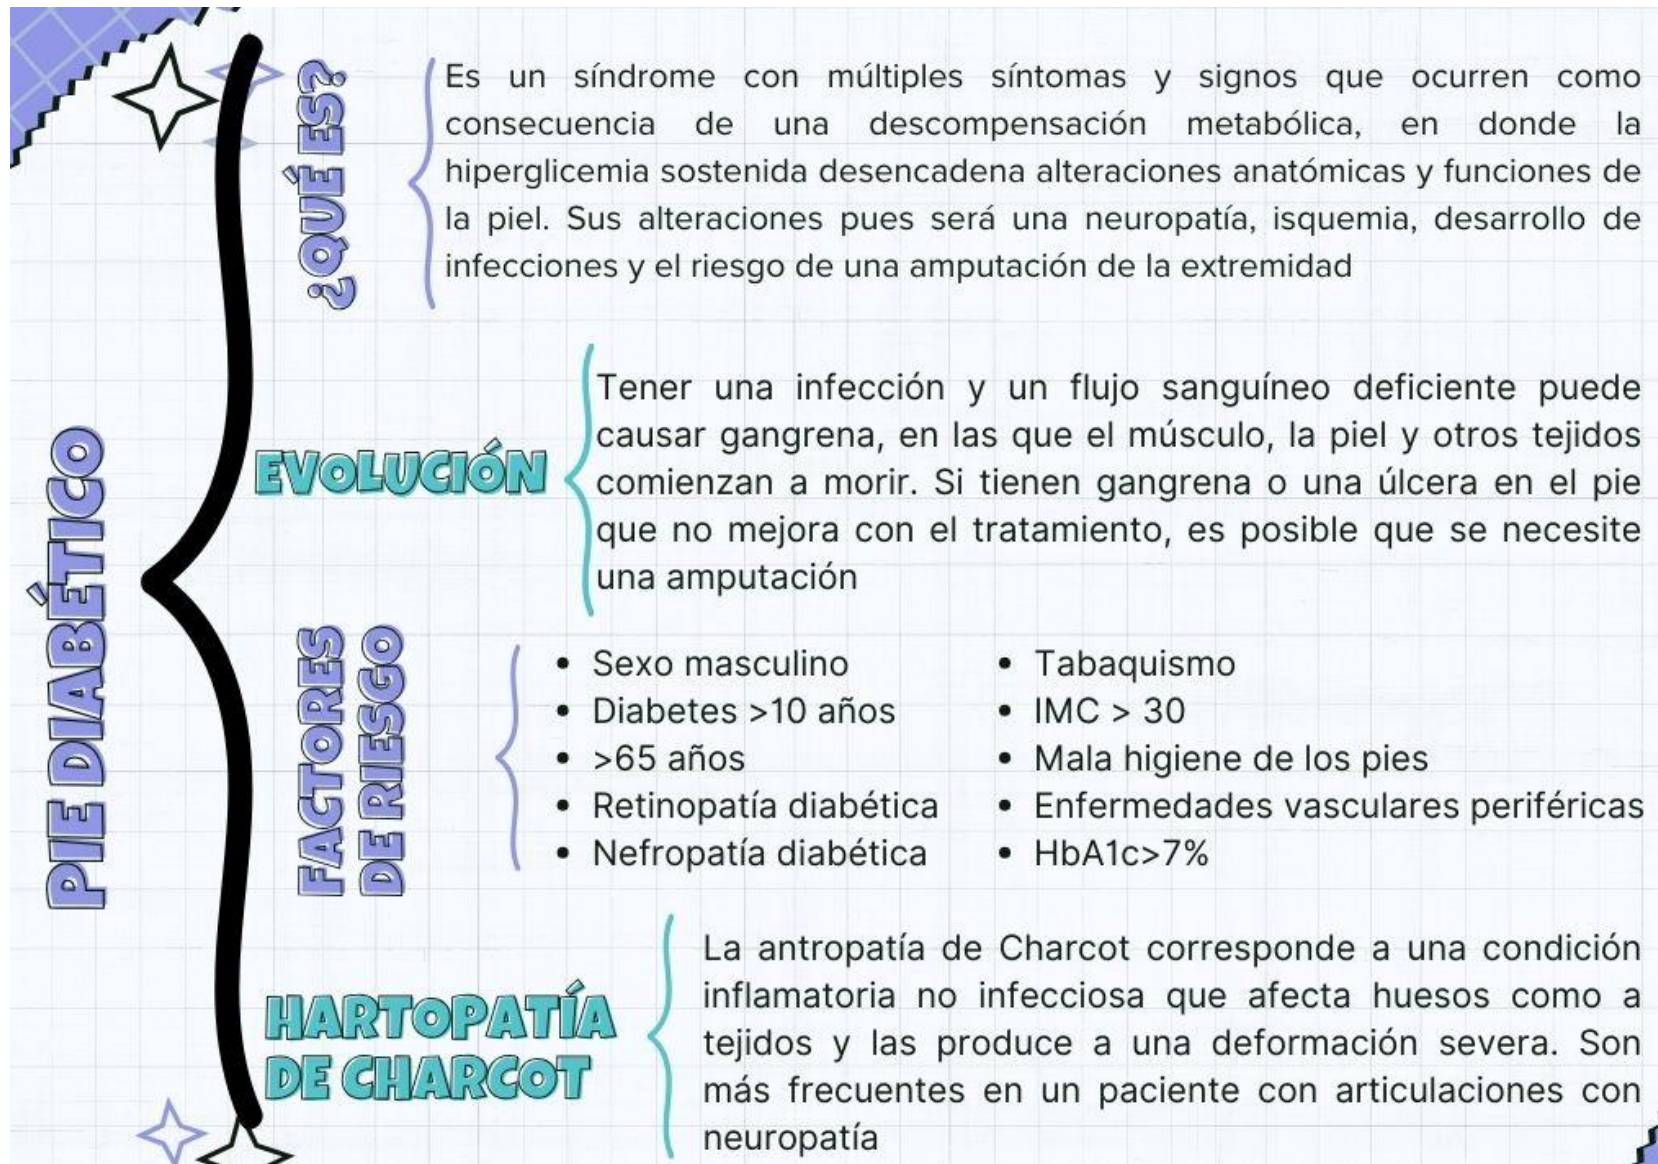 PIE DIABÉTICO
¿QUÉ ES?
Es un síndrome con múltiples síntomas y signos que ocurren como
consecuencia de una descompensación metabólica, en donde la
hiperglicemia sostenida desencadena alteraciones anatómicas y funciones de
la piel. Sus alteraciones pues será una neuropatía, isquemia, desarrollo de
infecciones y el riesgo de una amputación de la extremidad
EVOLUCIÓN
Tener una infección y un flujo sanguíneo deficiente puede
causar gangrena, en las que el músculo, la piel y otros tejidos
comienzan a morir. Si tienen gangrena o una úlcera en el pie
que no mejora con el tratamiento, es posible que se necesite
una amputación
FACTORES
DE RIESGO
• Sexo masculino
• Diabetes >10 años
• >65 años
• Retinopatía diabética
• Nefropatía diabética
• Tabaquismo
• IMC > 30
• Mala higiene de los pies
• Enfermedades vasculares periféricas
• HbA1c>7%
HARTOPATÍA
DE CHARCOT
La antropatía de Charcot corresponde a una condición
inflamatoria no infecciosa que afecta huesos como a
tejidos y las produce a una deformación severa. Son
más frecuentes en un paciente con articulaciones con
neuropatía